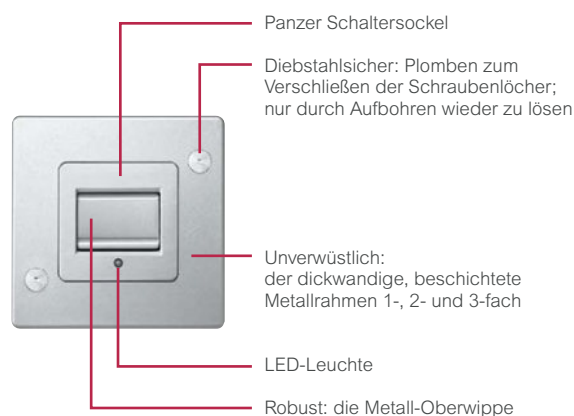 Panzer Schaltersockel
Diebstahlsicher: Plomben zum
Verschließen der Schraubenlöcher;
nur durch Aufbohren wieder zu lösen
Unverwüstlich:
der dickwandige, beschichtete
Metallrahmen 1-, 2- und 3-fach
LED-Leuchte
Robust: die Metall-Oberwippe